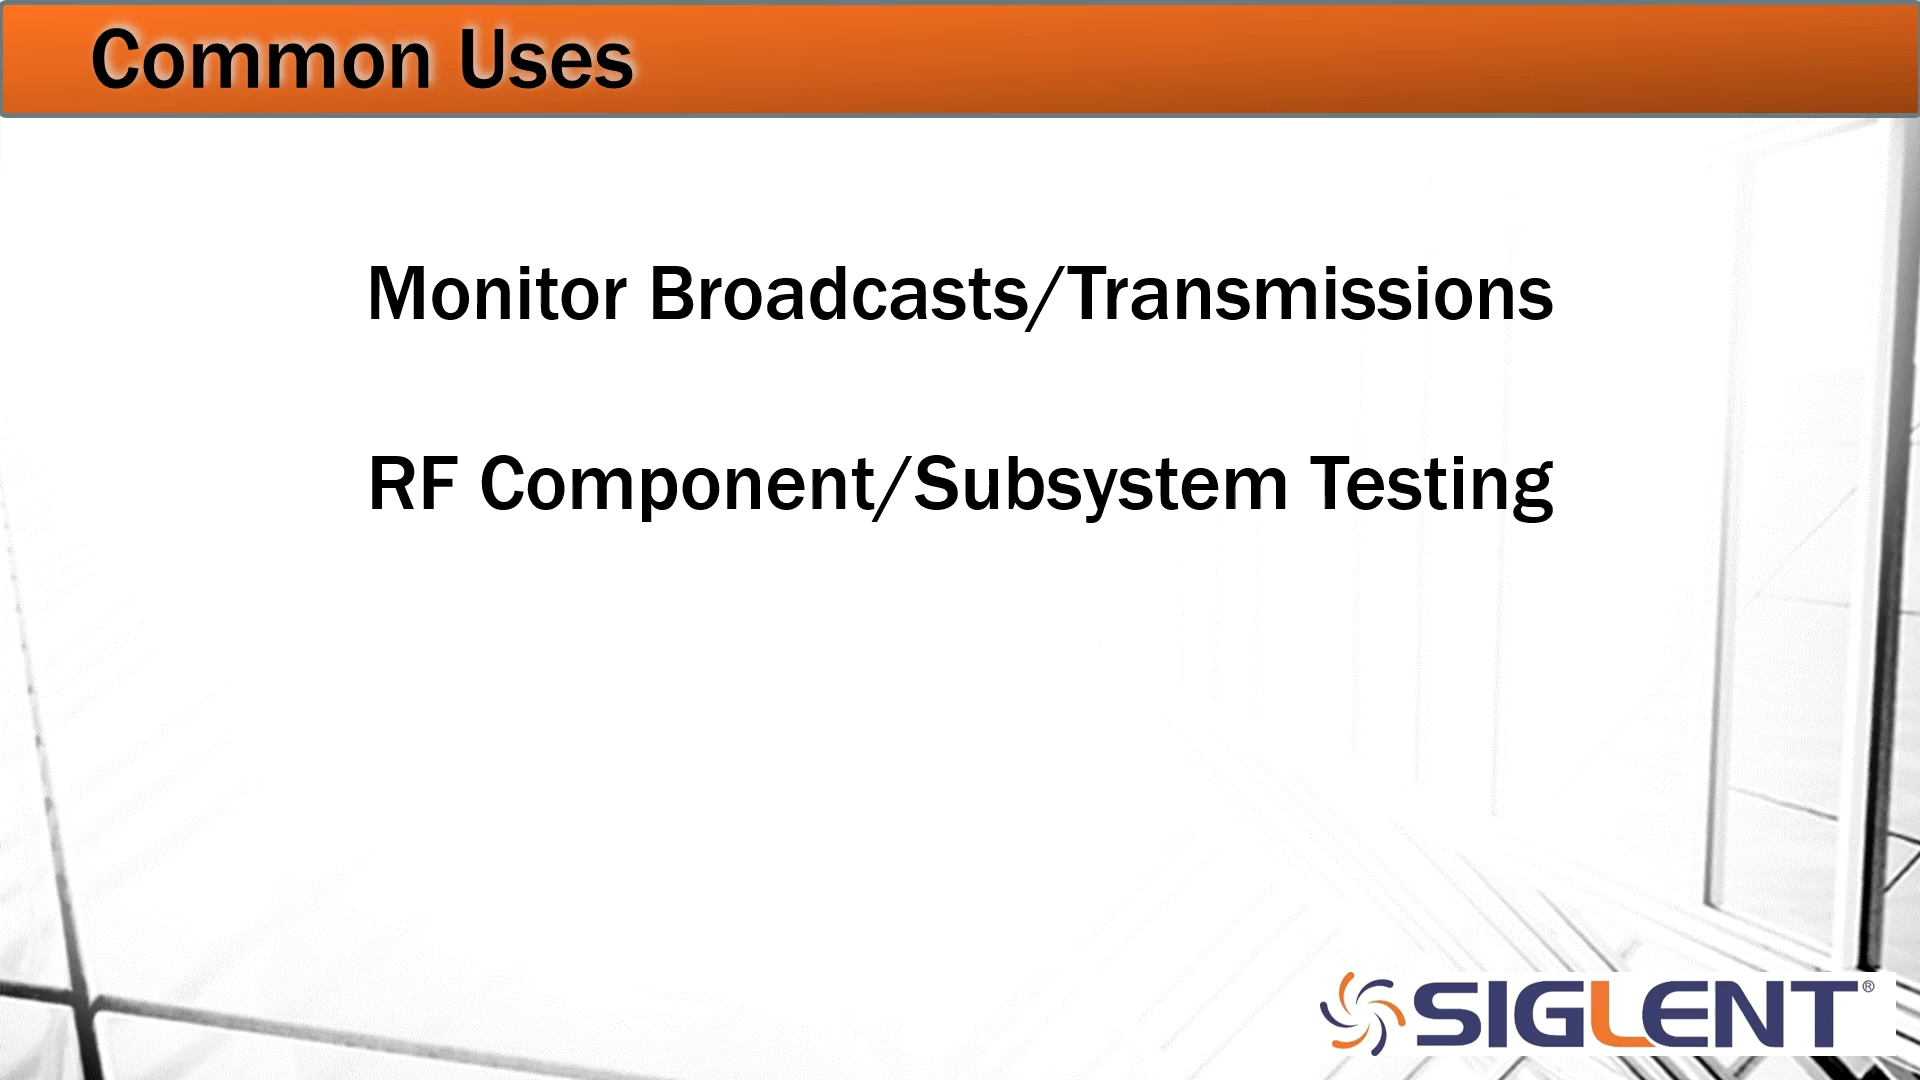 Common Uses
Monitor Broadcasts/Transmissions
RF Component/Subsystem Testing
SIGLENT®